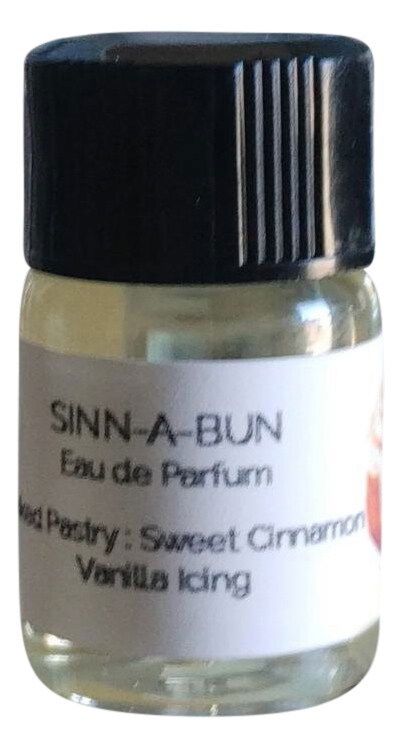 SINN-A-BUN
Eau de Parfum
Pastry : Sweet Cinnamon
Vanilla Icing